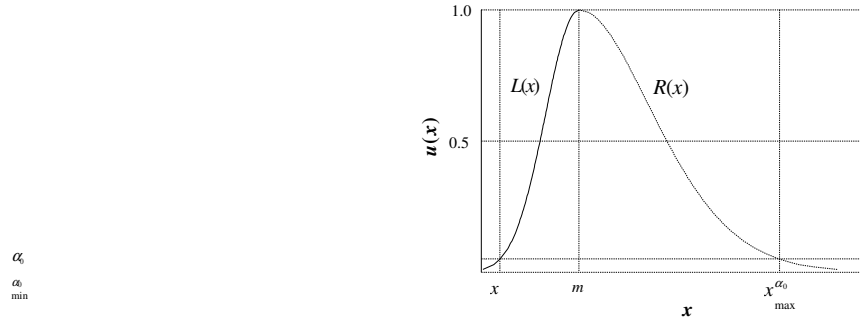 1.0
L(x)
R(x)
u(x)
0.5
α₀
α₀
min
x
m
x
α₀
max
x